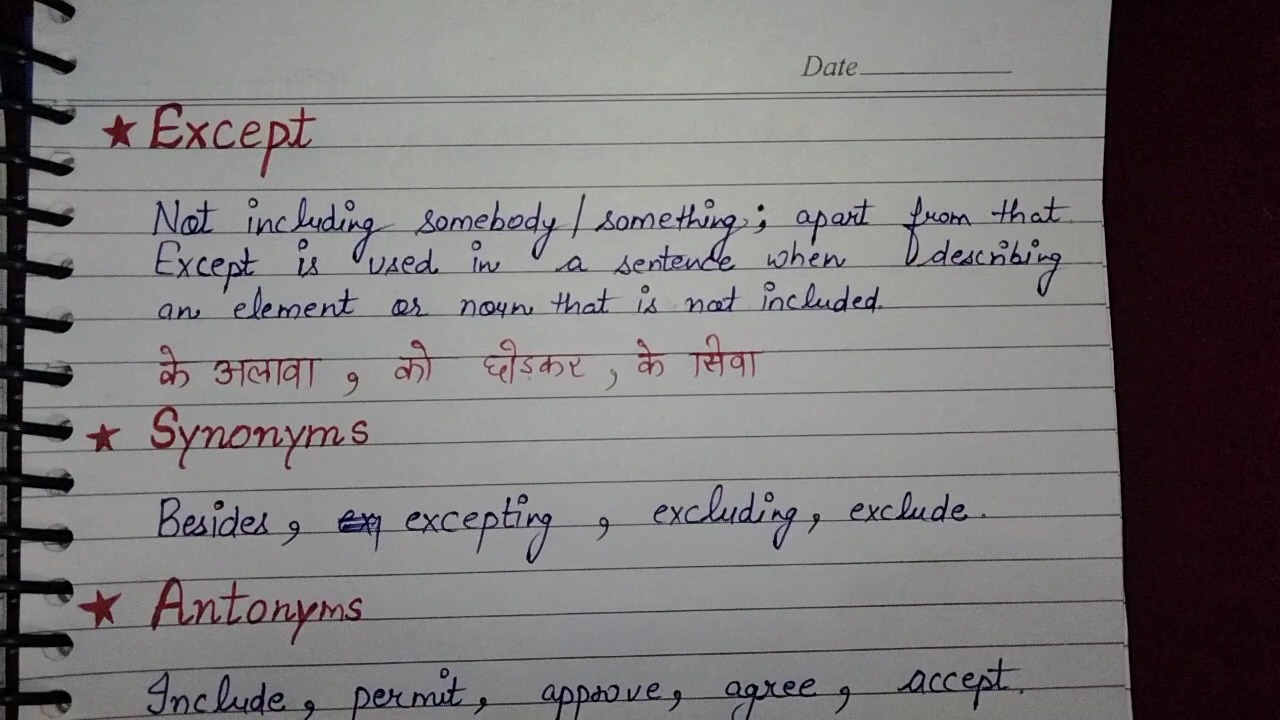 Date
★ Except
Not including somebody/something; apart from that
Except is used in a sentence when describing
an element or noun that is not included.
के अलावा, को छोड़कर, के सिवा
★ Synonyms
Besides, excepting, excluding, exclude.
★ Antonyms
Include, permit, approve, agree, accept.